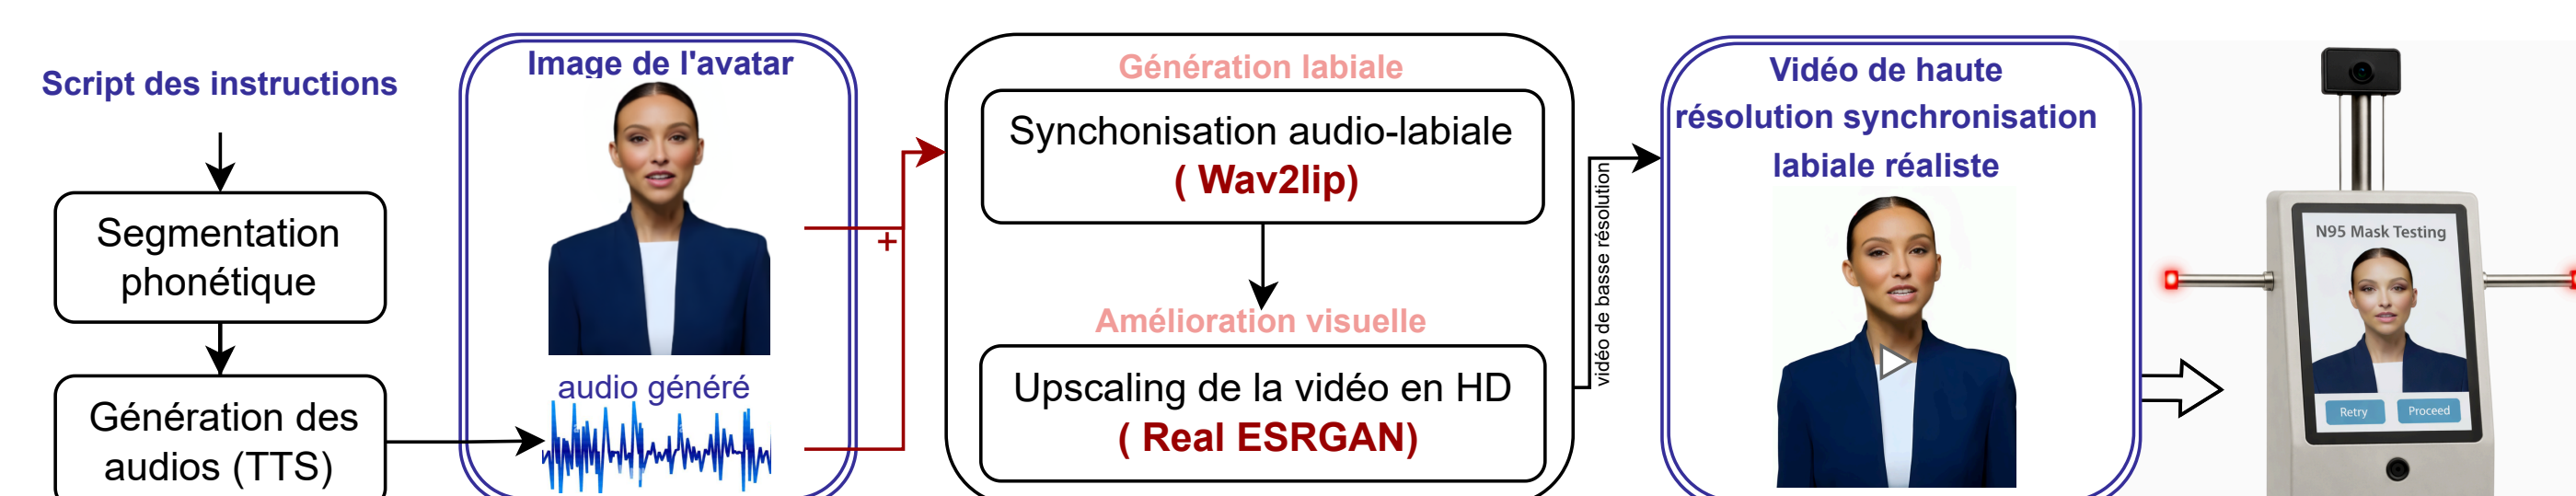 Script des instructions
Segmentation
phonétique
Génération des
audios (TTS)
Image de l'avatar
audio généré
+
Génération labiale
Synchonisation audio-labiale
( Wav2lip)
Amélioration visuelle
Upscaling de la vidéo en HD
( Real ESRGAN)
vidéo de basse résolution
Vidéo de haute
résolution synchronisation
labiale réaliste
N95 Mask Testing
Retry
Proceed